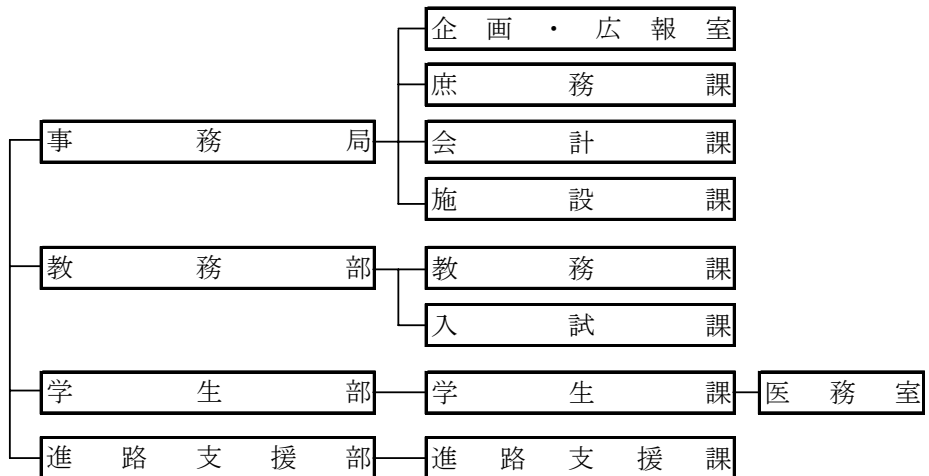 企画・広報室
庶務課
事務局
会計課
施設課
教務部
教務課
入試課
学生部
学生課
医務室
進路支援部
進路支援課